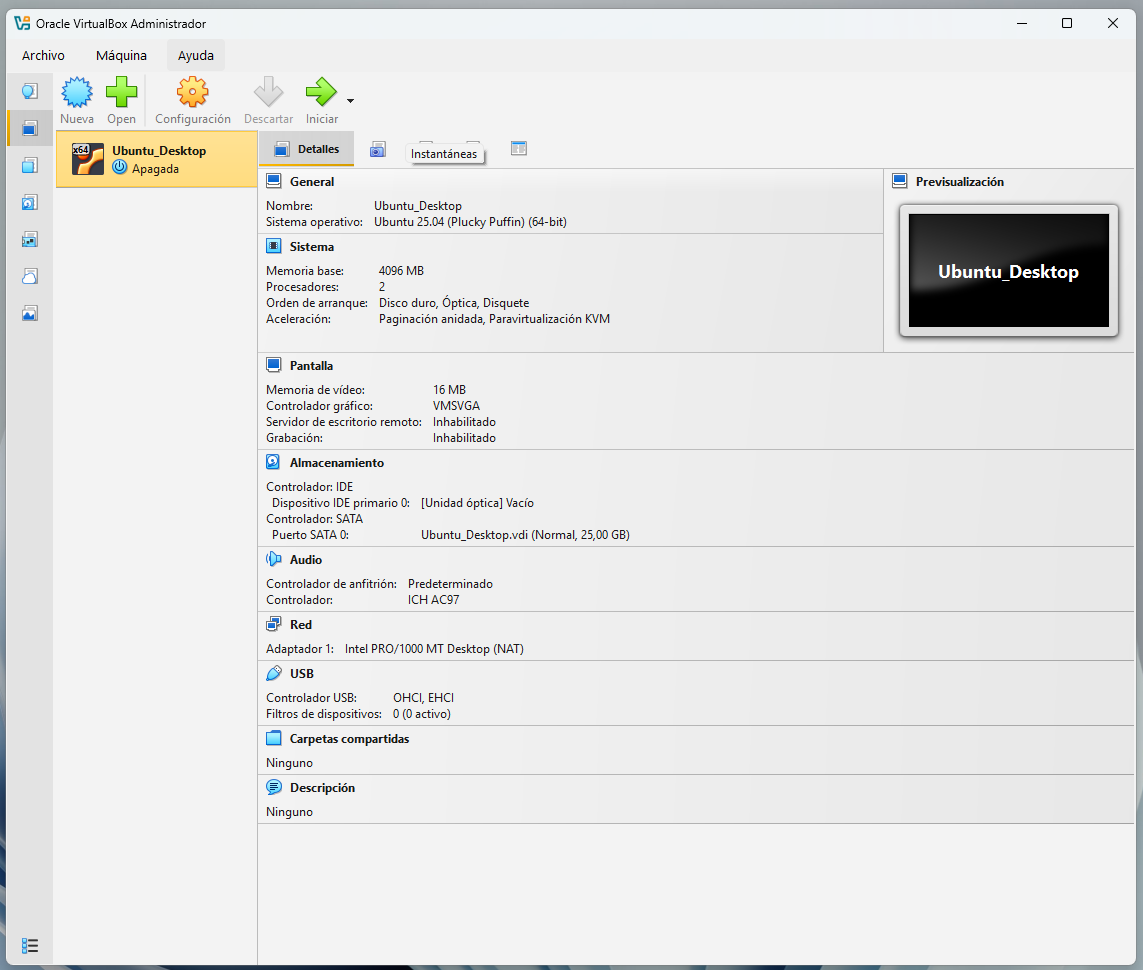 Oracle VirtualBox Administrador
Archivo Máquina Ayuda
Nueva Open Configuración Descartar Iniciar
x64
Ubuntu_Desktop
Apagada
Detalles
Instantáneas
General
Nombre: Ubuntu_Desktop
Sistema operativo: Ubuntu 25.04 (Plucky Puffin) (64-bit)
Previsualización
Ubuntu_Desktop
Sistema
Memoria base: 4096 MB
Procesadores: 2
Orden de arranque: Disco duro, Óptica, Disquete
Aceleración: Paginación anidada, Paravirtualización KVM
Pantalla
Memoria de vídeo: 16 MB
Controlador gráfico: VMSVGA
Servidor de escritorio remoto: Inhabilitado
Grabación: Inhabilitado
Almacenamiento
Controlador: IDE
Dispositivo IDE primario 0: [Unidad óptica] Vacío
Controlador: SATA
Puerto SATA 0: Ubuntu_Desktop.vdi (Normal, 25,00 GB)
Audio
Controlador de anfitrión: Predeterminado
Controlador: ICH AC97
Red
Adaptador 1: Intel PRO/1000 MT Desktop (NAT)
USB
Controlador USB: OHCI, EHCI
Filtros de dispositivos: 0 (0 activo)
Carpetas compartidas
Ninguno
Descripción
Ninguno